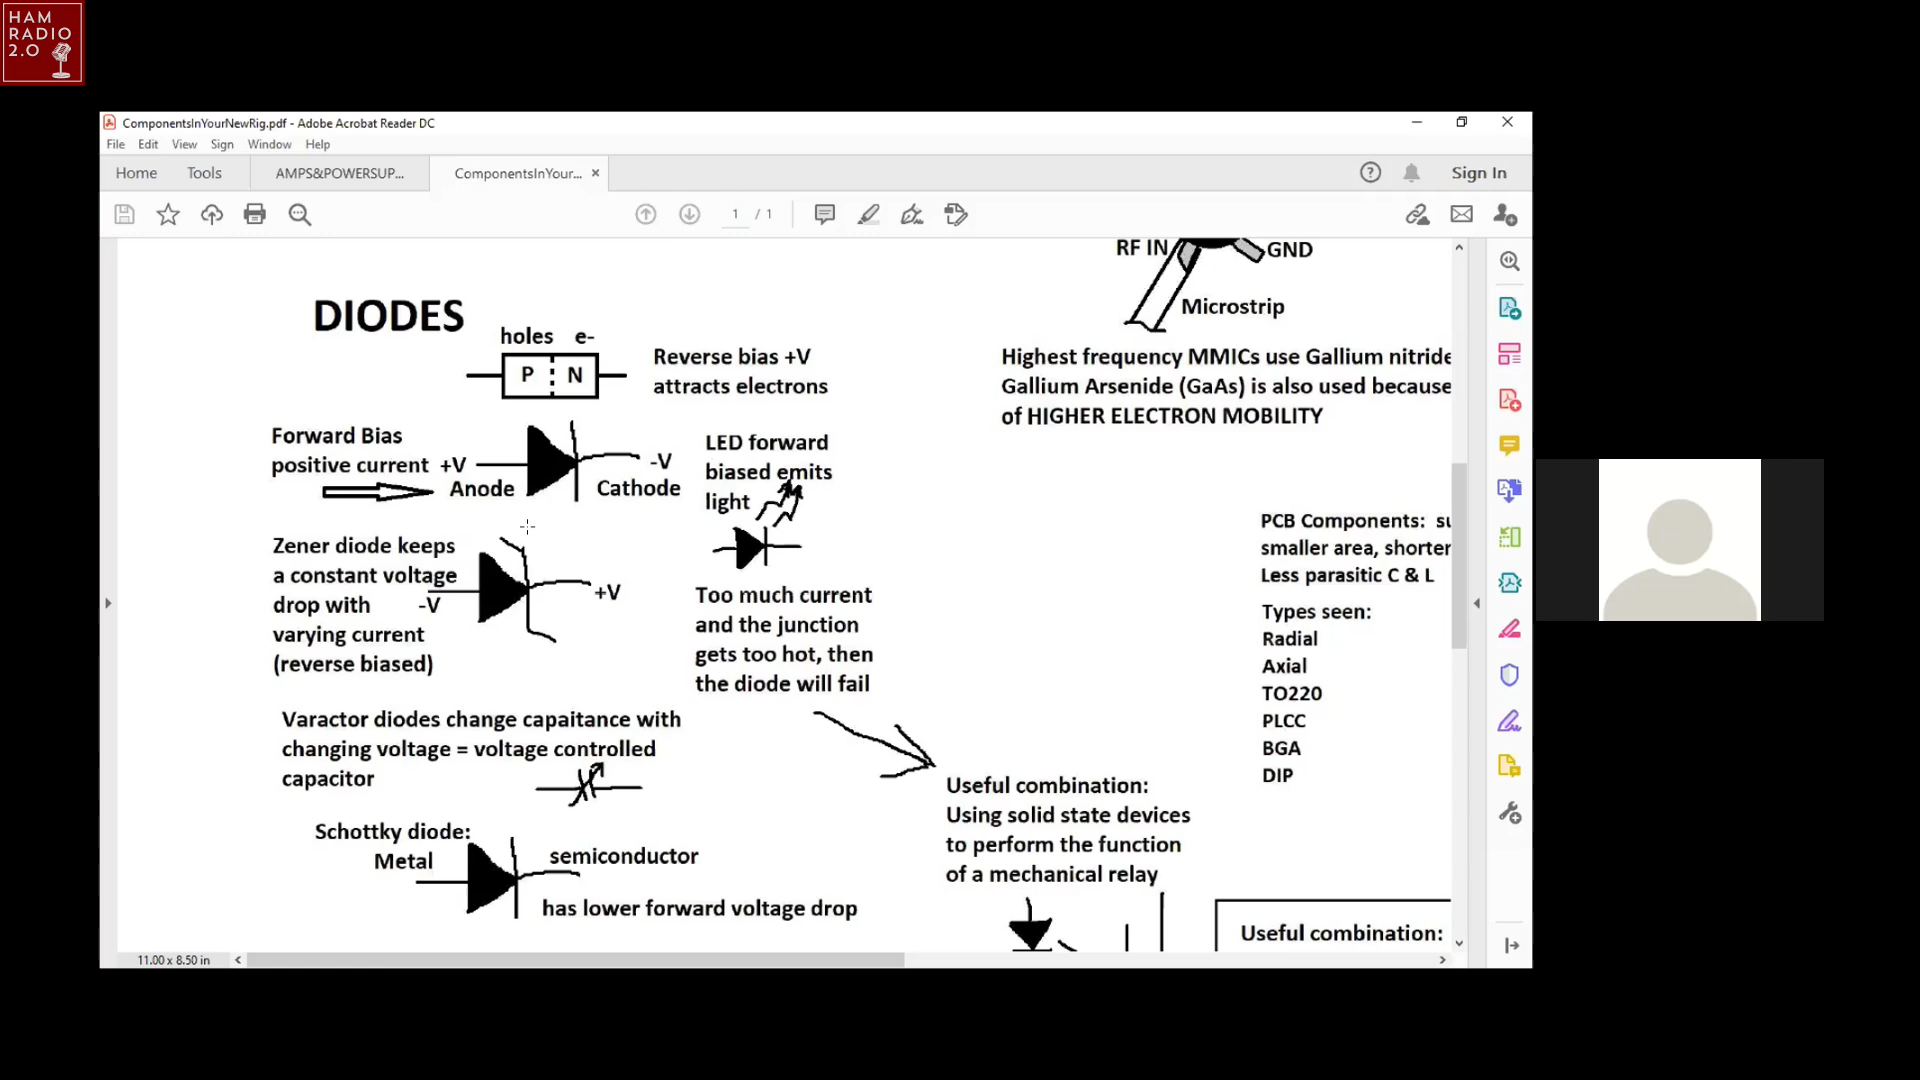 HAM
RADIO
2.0
ComponentsInYourNewRig.pdf - Adobe Acrobat Reader DC
File Edit View Sign Window Help
Home Tools AMPS&POWERSUP... ComponentsInYour... × Sign In
1 / 1
RF IN GND
Microstrip
DIODES
holes e-
P N
Reverse bias +V
attracts electrons
Highest frequency MMICs use Gallium nitride
Gallium Arsenide (GaAs) is also used because
of HIGHER ELECTRON MOBILITY
Forward Bias
positive current +V
Anode
-V
Cathode
LED forward
biased emits
light
Zener diode keeps
a constant voltage
drop with -V
varying current
(reverse biased)
+V
Too much current
and the junction
gets too hot, then
the diode will fail
PCB Components: su
smaller area, shorter
Less parasitic C & L
Types seen:
Radial
Axial
TO220
PLCC
BGA
DIP
Varactor diodes change capaitance with
changing voltage = voltage controlled
capacitor
Useful combination:
Using solid state devices
to perform the function
of a mechanical relay
Schottky diode:
Metal
semiconductor
has lower forward voltage drop
Useful combination:
11.00 x 8.50 in